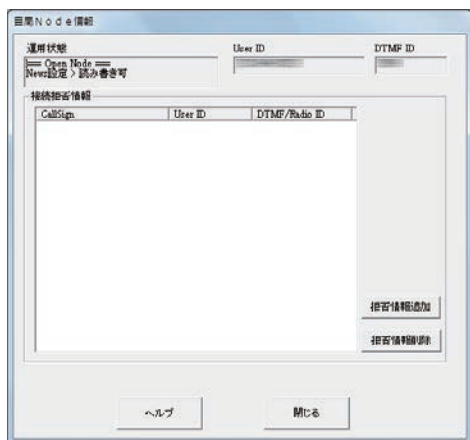 自局Node情報
運用状態
User ID
DTMF ID
== Open Node ==
News設定 > 読み書き可
接続拒否情報
CallSign
User ID
DTMF/Radio ID
拒否情報追加
拒否情報削除
ヘルプ
閉じる